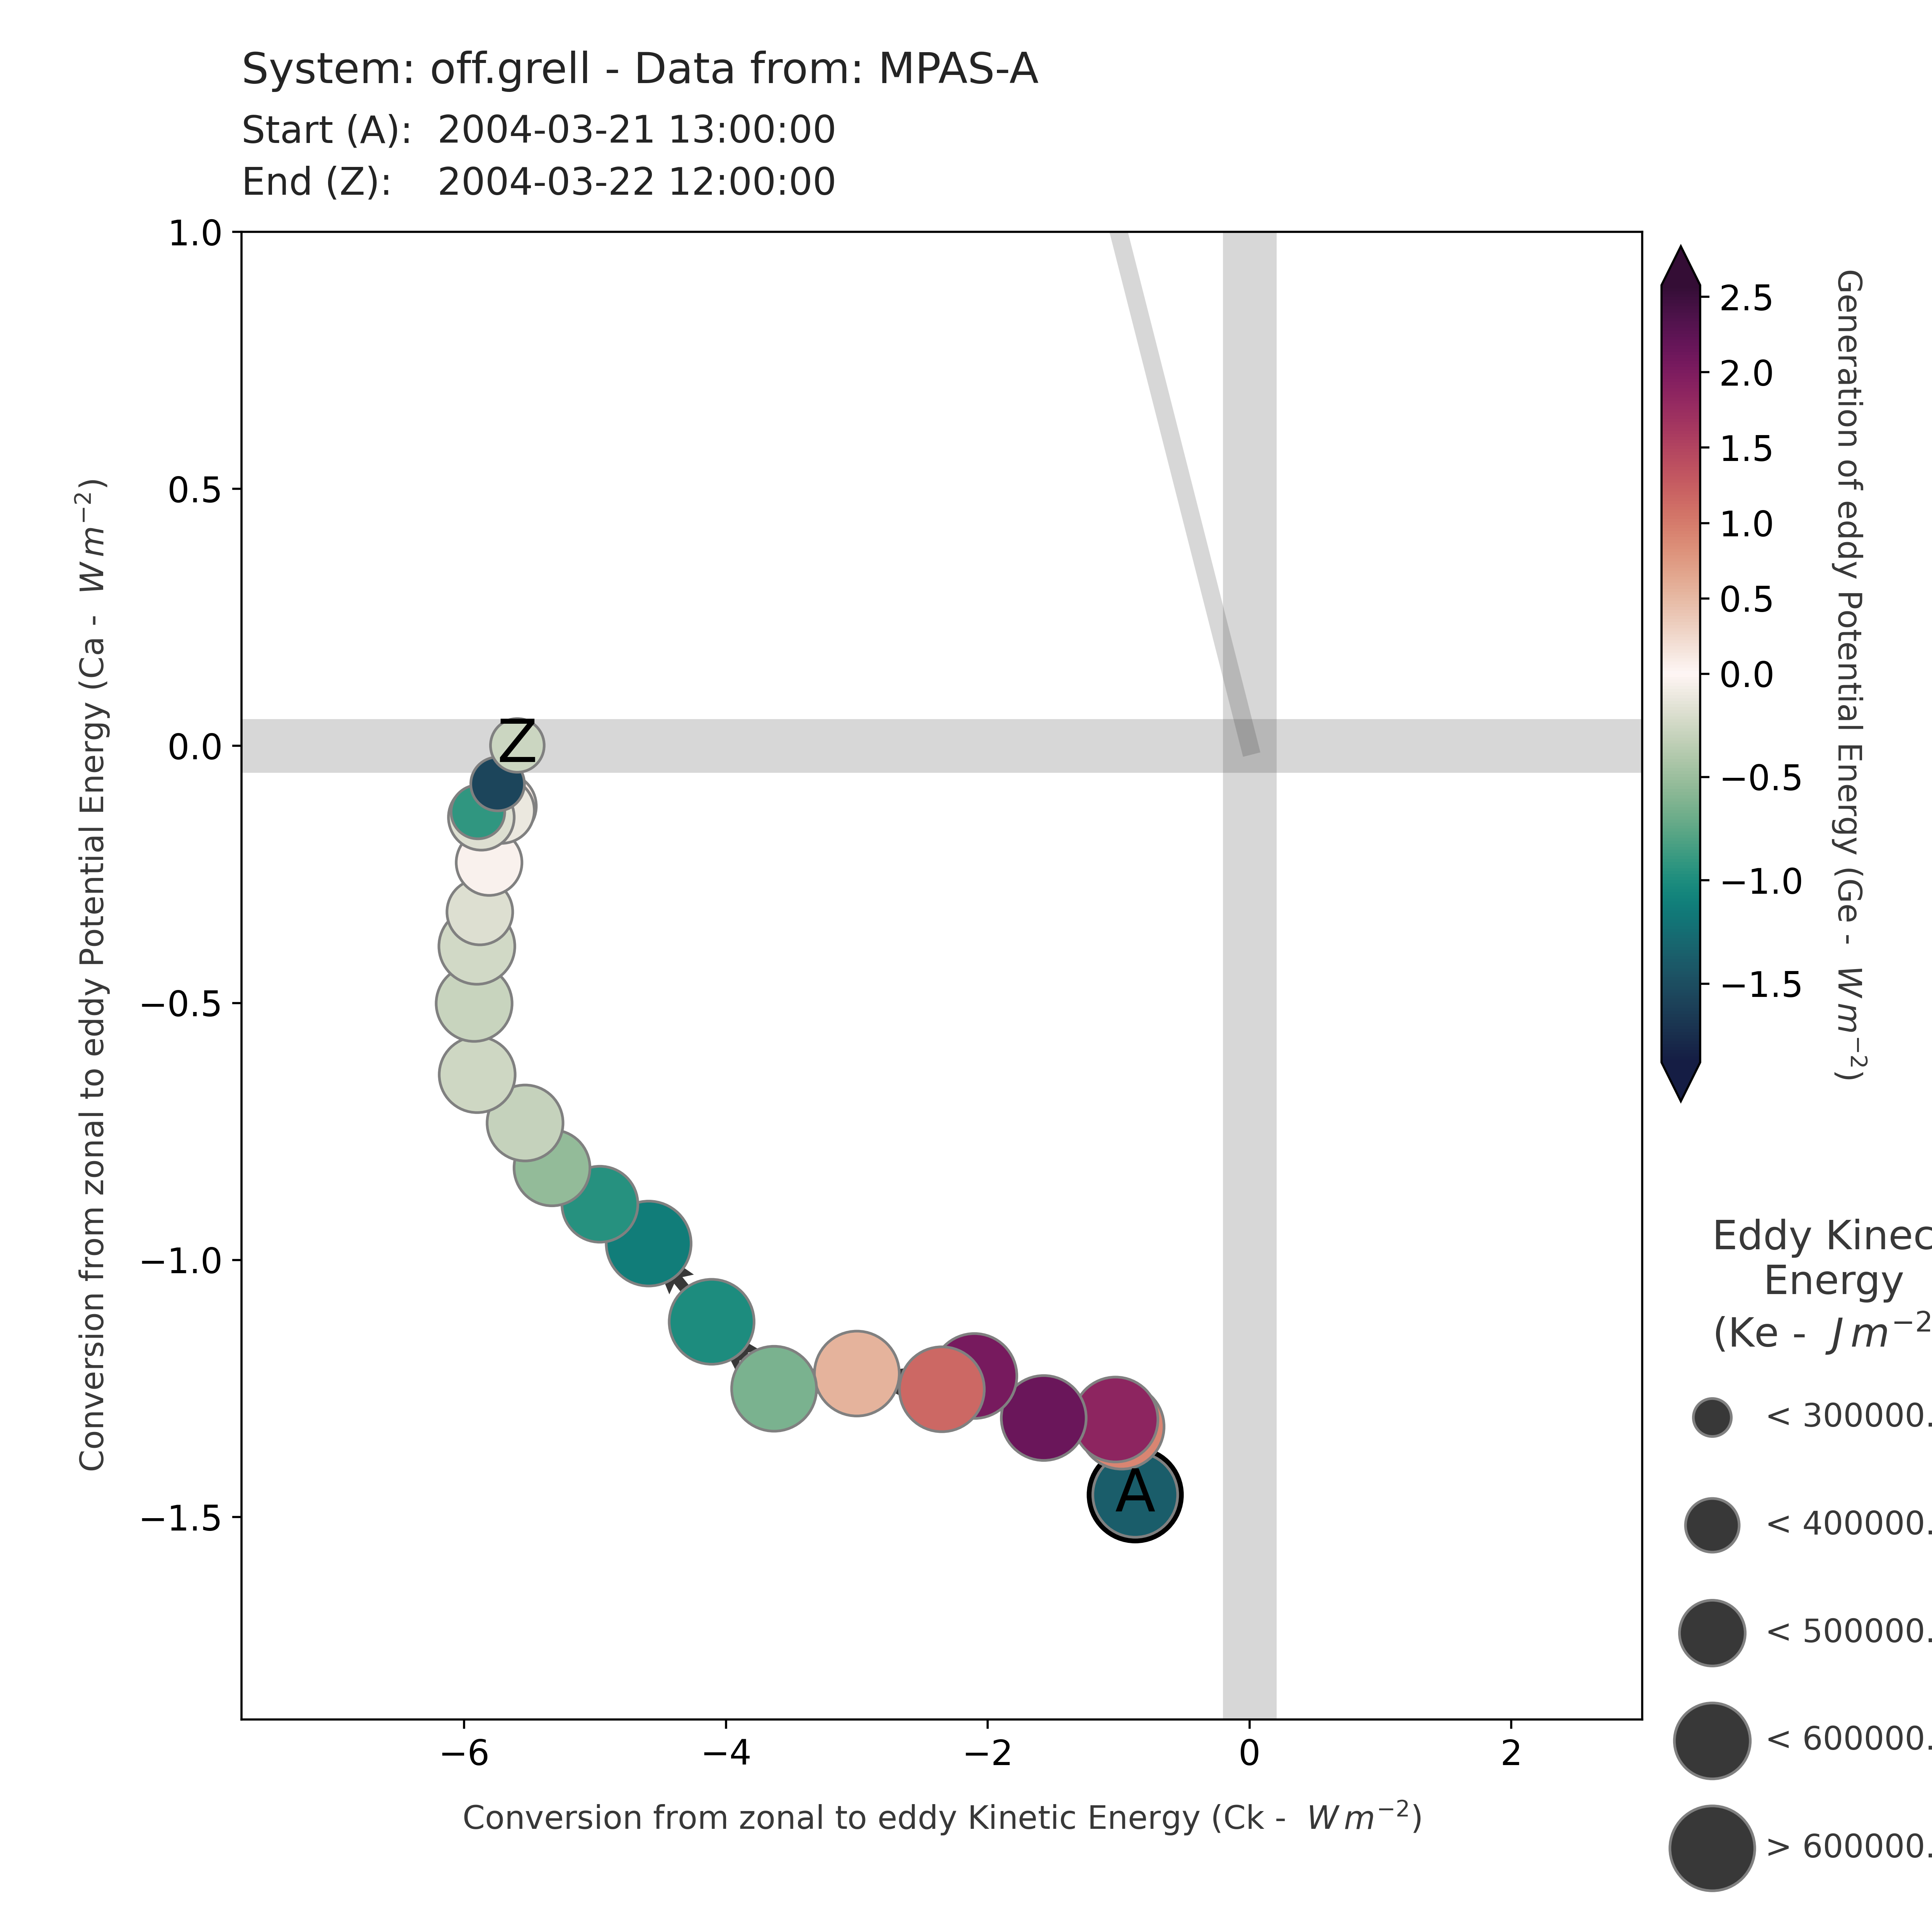 System: off.grell - Data from: MPAS-A
Start (A): 2004-03-21 13:00:00
End (Z): 2004-03-22 12:00:00
1.0
0.5
0.0
−0.5
−1.0
−1.5
Conversion from zonal to eddy Potential Energy (Ca - W m⁻²)
Z
A
−6
−4
−2
0
2
Conversion from zonal to eddy Kinetic Energy (Ck - W m⁻²)
2.5
2.0
1.5
1.0
0.5
0.0
−0.5
−1.0
−1.5
Generation of eddy Potential Energy (Ge - W m⁻²)
Eddy Kinec
Energy
(Ke - J m⁻²
< 300000.
< 400000.
< 500000.
< 600000.
> 600000.